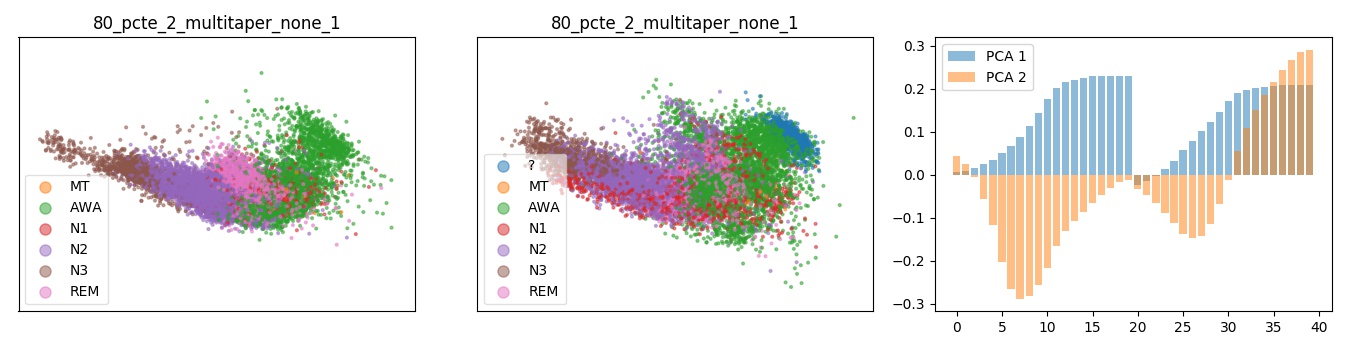 80_pcte_2_multitaper_none_1
MT
AWA
N1
N2
N3
REM
80_pcte_2_multitaper_none_1
?
MT
AWA
N1
N2
N3
REM
PCA 1
PCA 2
0.3
0.2
0.1
0.0
−0.1
−0.2
−0.3
0 5 10 15 20 25 30 35 40